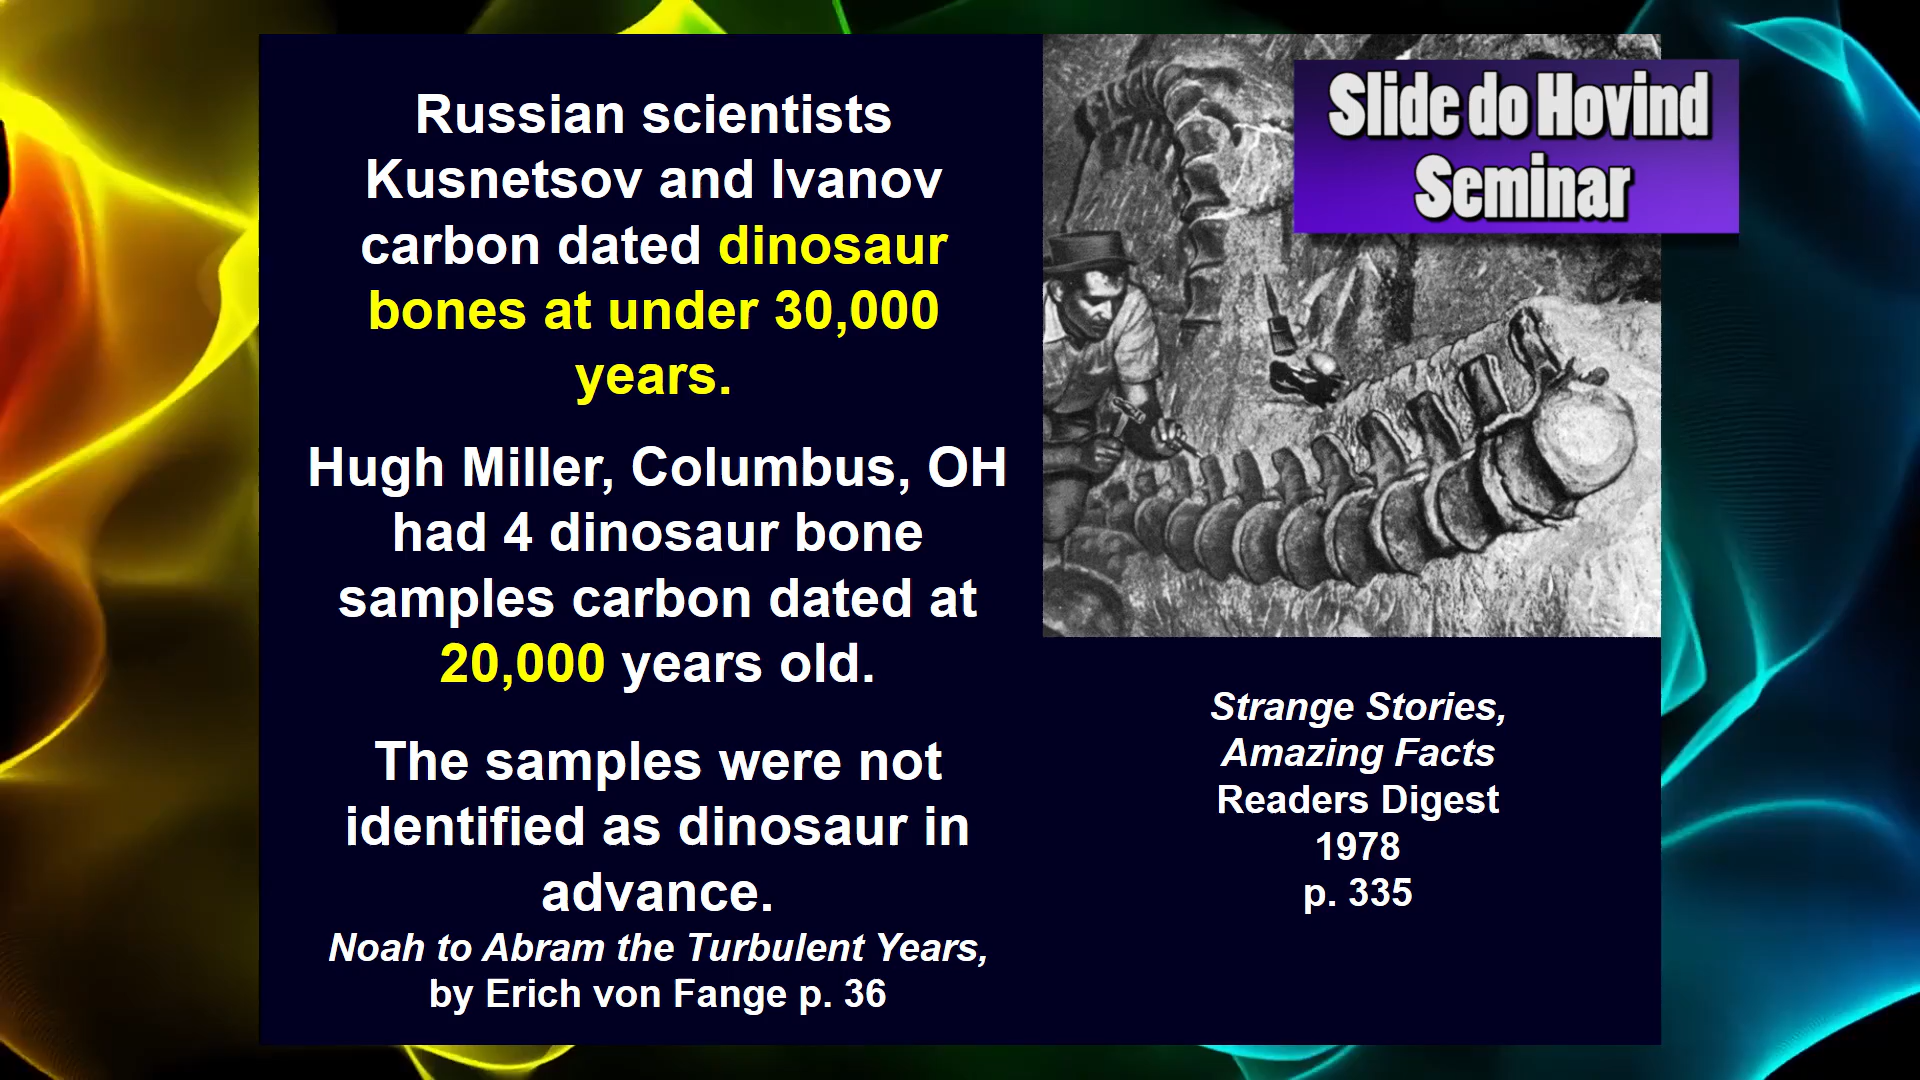 Russian scientists
Kusnetsov and Ivanov
carbon dated dinosaur
bones at under 30,000
years.
Hugh Miller, Columbus, OH
had 4 dinosaur bone
samples carbon dated at
20,000 years old.
The samples were not
identified as dinosaur in
advance.
Noah to Abram the Turbulent Years,
by Erich von Fange p. 36
Slide do Hovind
Seminar
Strange Stories,
Amazing Facts
Readers Digest
1978
p. 335